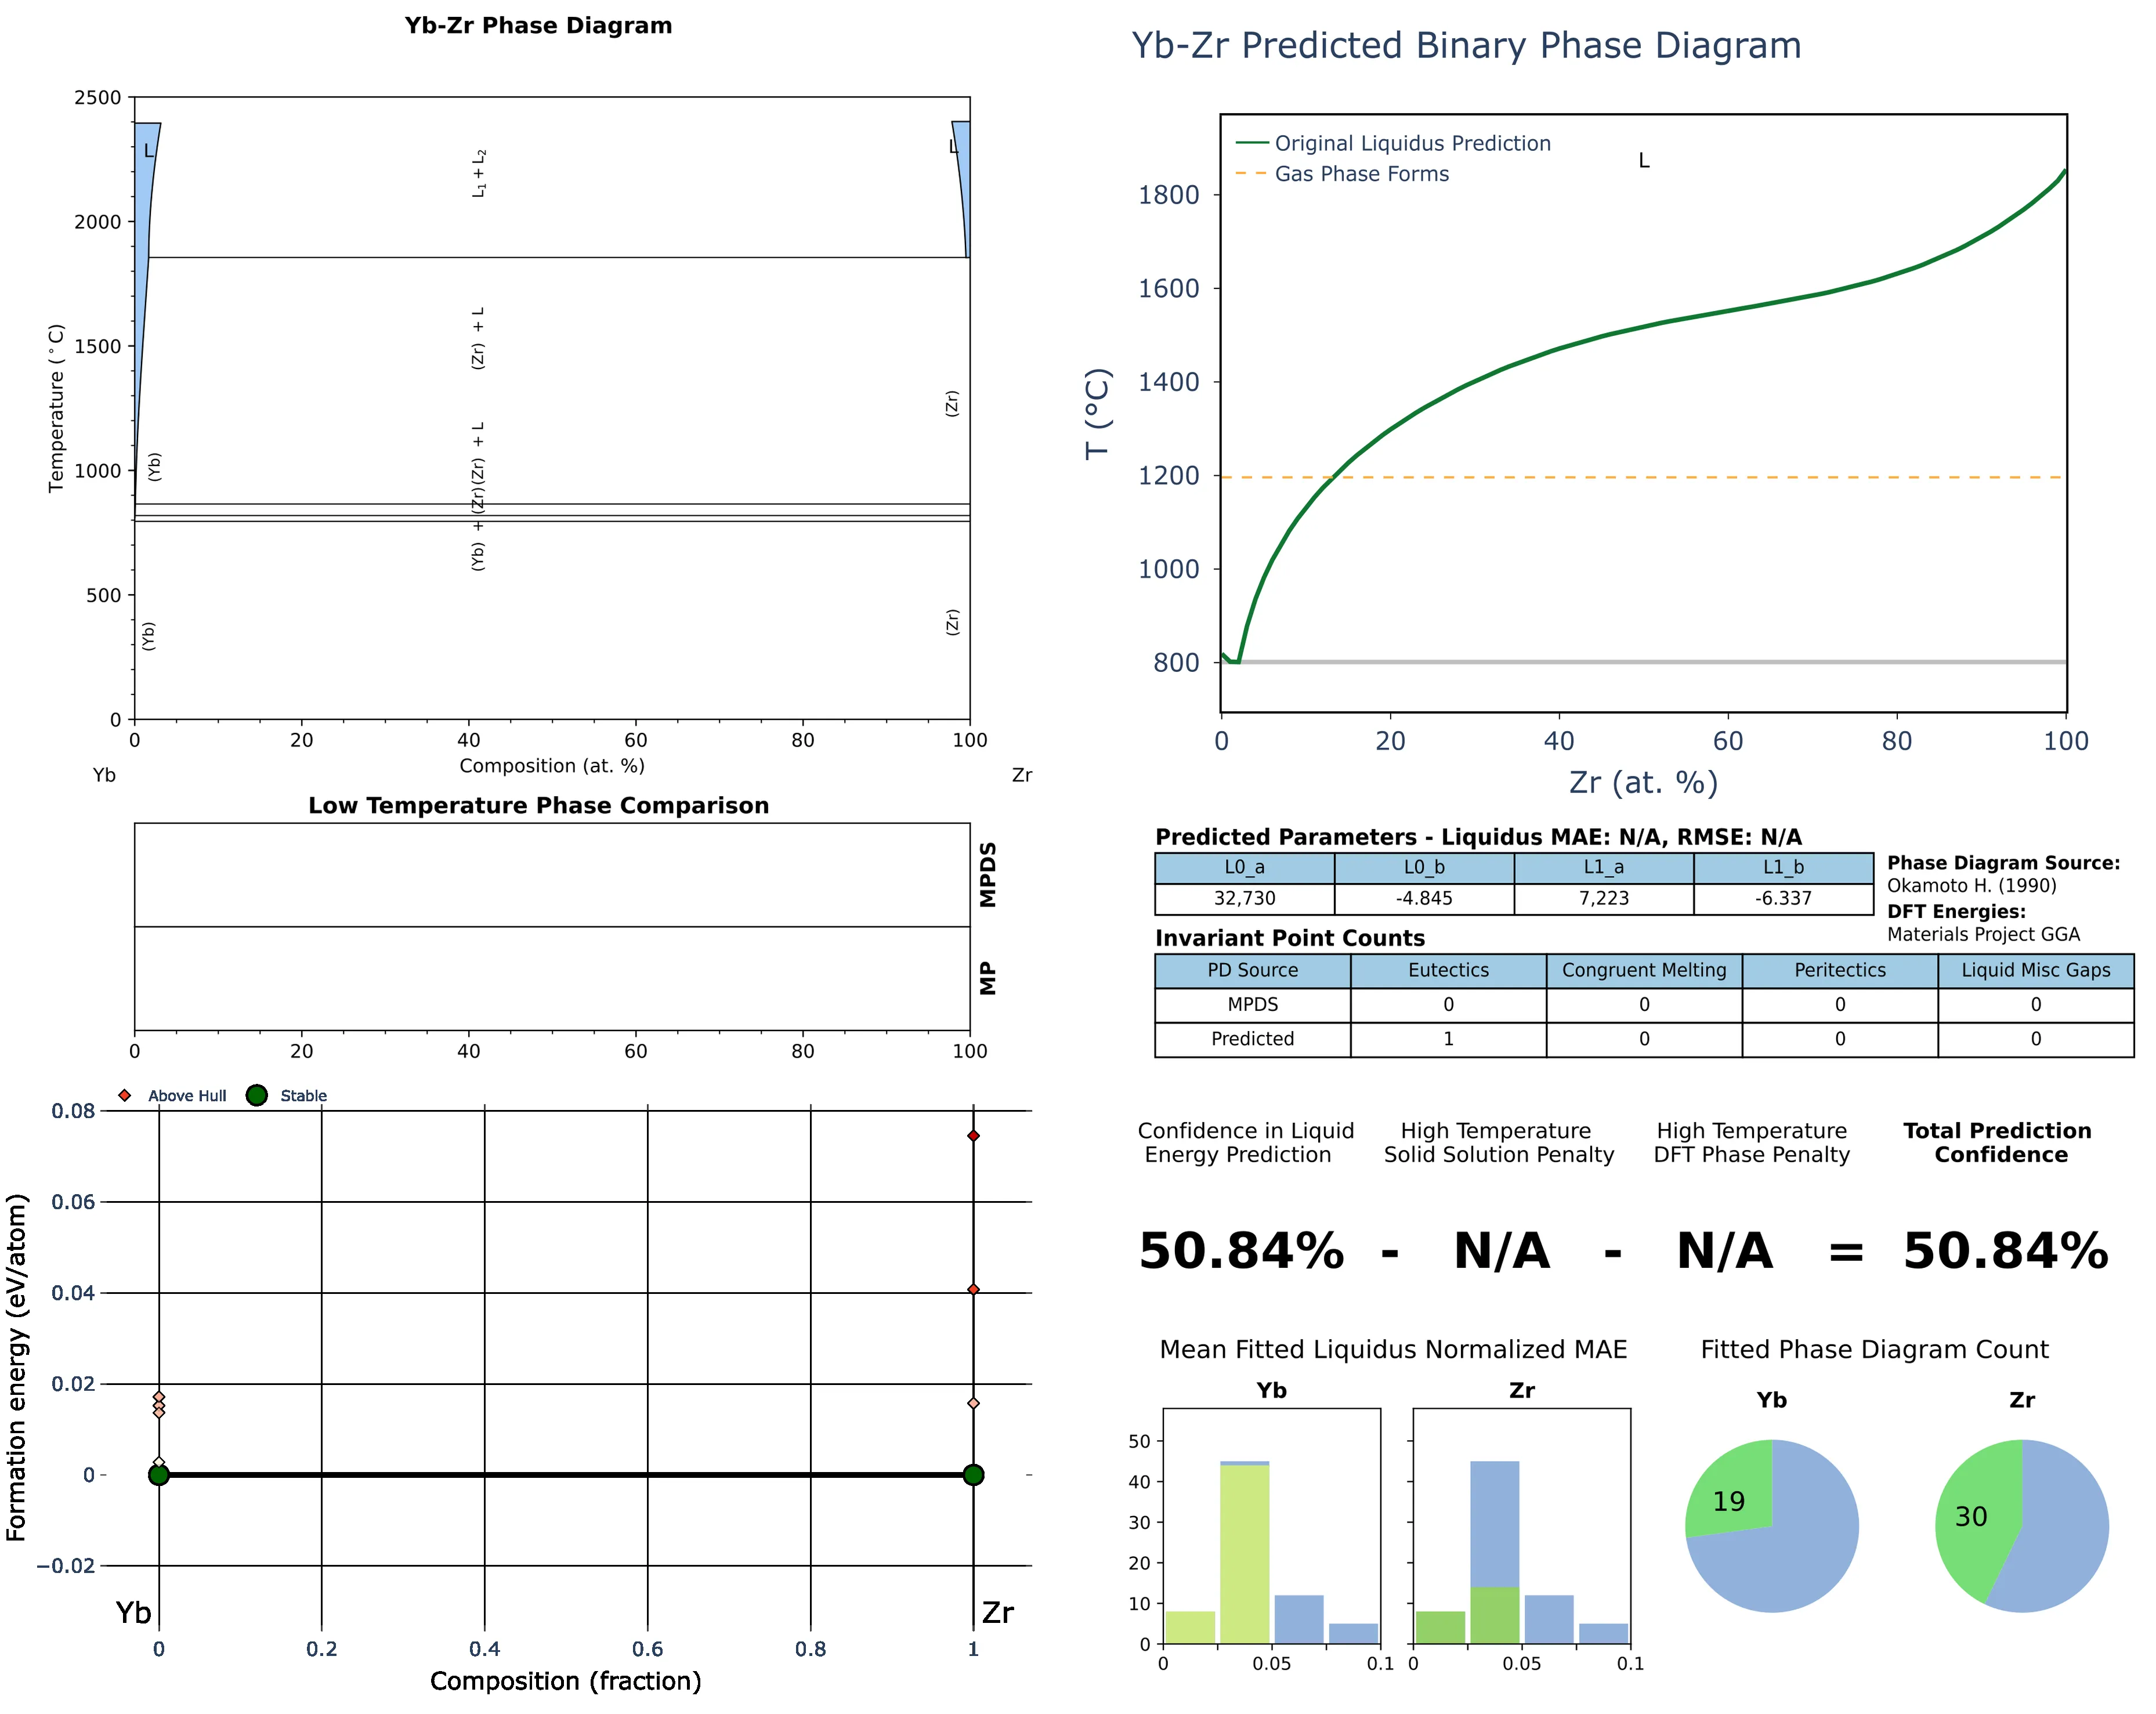 Yb-Zr Phase Diagram
2500
2000
1500
1000
500
0
Temperature (°C)
L
L
L₁ + L₂
(Zr) + L
(Zr) + L
(Yb) + (Zr)
(Yb)
(Yb)
(Zr)
(Zr)
0 20 40 60 80 100
Composition (at. %)
Yb Zr
Low Temperature Phase Comparison
MPDS
MP
0 20 40 60 80 100
Above Hull Stable
0.08
0.06
0.04
0.02
0
−0.02
Formation energy (eV/atom)
Yb Zr
0 0.2 0.4 0.6 0.8 1
Composition (fraction)
Yb-Zr Predicted Binary Phase Diagram
Original Liquidus Prediction
Gas Phase Forms
L
1800
1600
1400
1200
1000
800
T (°C)
0 20 40 60 80 100
Zr (at. %)
Predicted Parameters - Liquidus MAE: N/A, RMSE: N/A
L0_a L0_b L1_a L1_b
32,730 -4.845 7,223 -6.337
Phase Diagram Source:
Okamoto H. (1990)
DFT Energies:
Materials Project GGA
Invariant Point Counts
PD Source Eutectics Congruent Melting Peritectics Liquid Misc Gaps
MPDS 0 0 0 0
Predicted 1 0 0 0
Confidence in Liquid
Energy Prediction
High Temperature
Solid Solution Penalty
High Temperature
DFT Phase Penalty
Total Prediction
Confidence
50.84% - N/A - N/A = 50.84%
Mean Fitted Liquidus Normalized MAE
Yb Zr
50
40
30
20
10
0
0 0.05 0.1 0 0.05 0.1
Fitted Phase Diagram Count
Yb Zr
19 30